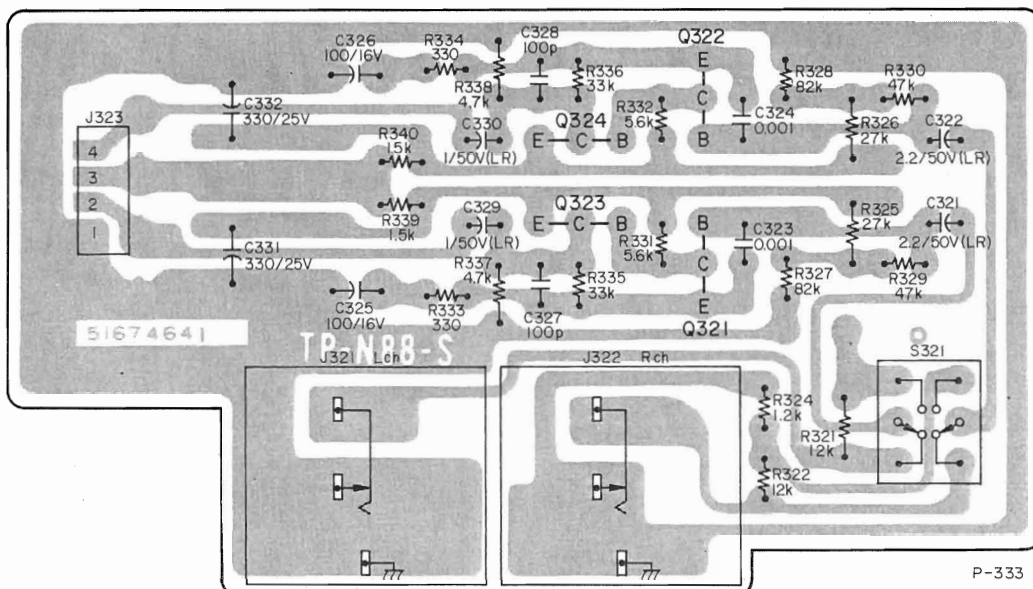 C326
100/16V
R334
330
C328
100p
Q322
E
C
B
R338
4.7k
R336
33k
R328
82k
R330
47k
J323
4
3
2
1
C332
330/25V
R340
1.5k
C330
1/50V(LR)
Q324
E C B
R332
5.6k
C324
0.001
R326
27k
C322
2.2/50V(LR)
R339
1.5k
C329
1/50V(LR)
Q323
E C B
R331
5.6k
B
C
E
Q321
C323
0.001
R325
27k
C321
2.2/50V(LR)
C331
330/25V
R337
4.7k
R335
33k
R327
82k
R329
47k
C325
100/16V
R333
330
C327
100p
51674641
TP-N88-S
J321 Lch
J322 Rch
S321
R324
1.2k
R321
12k
R322
12k
P-333